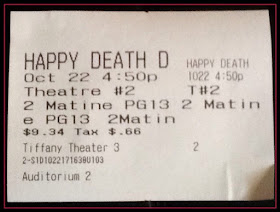 HAPPY DEATH D HAPPY DEATH
Oct 22 4:50p 1022 4:50p
Theatre #2 T#2
2 Matine PG13 2 Matin
e PG13 2Matin
$9.34 Tax $.66
Tiffany Theater 3 2
2-S1D10221716380103
Auditorium 2